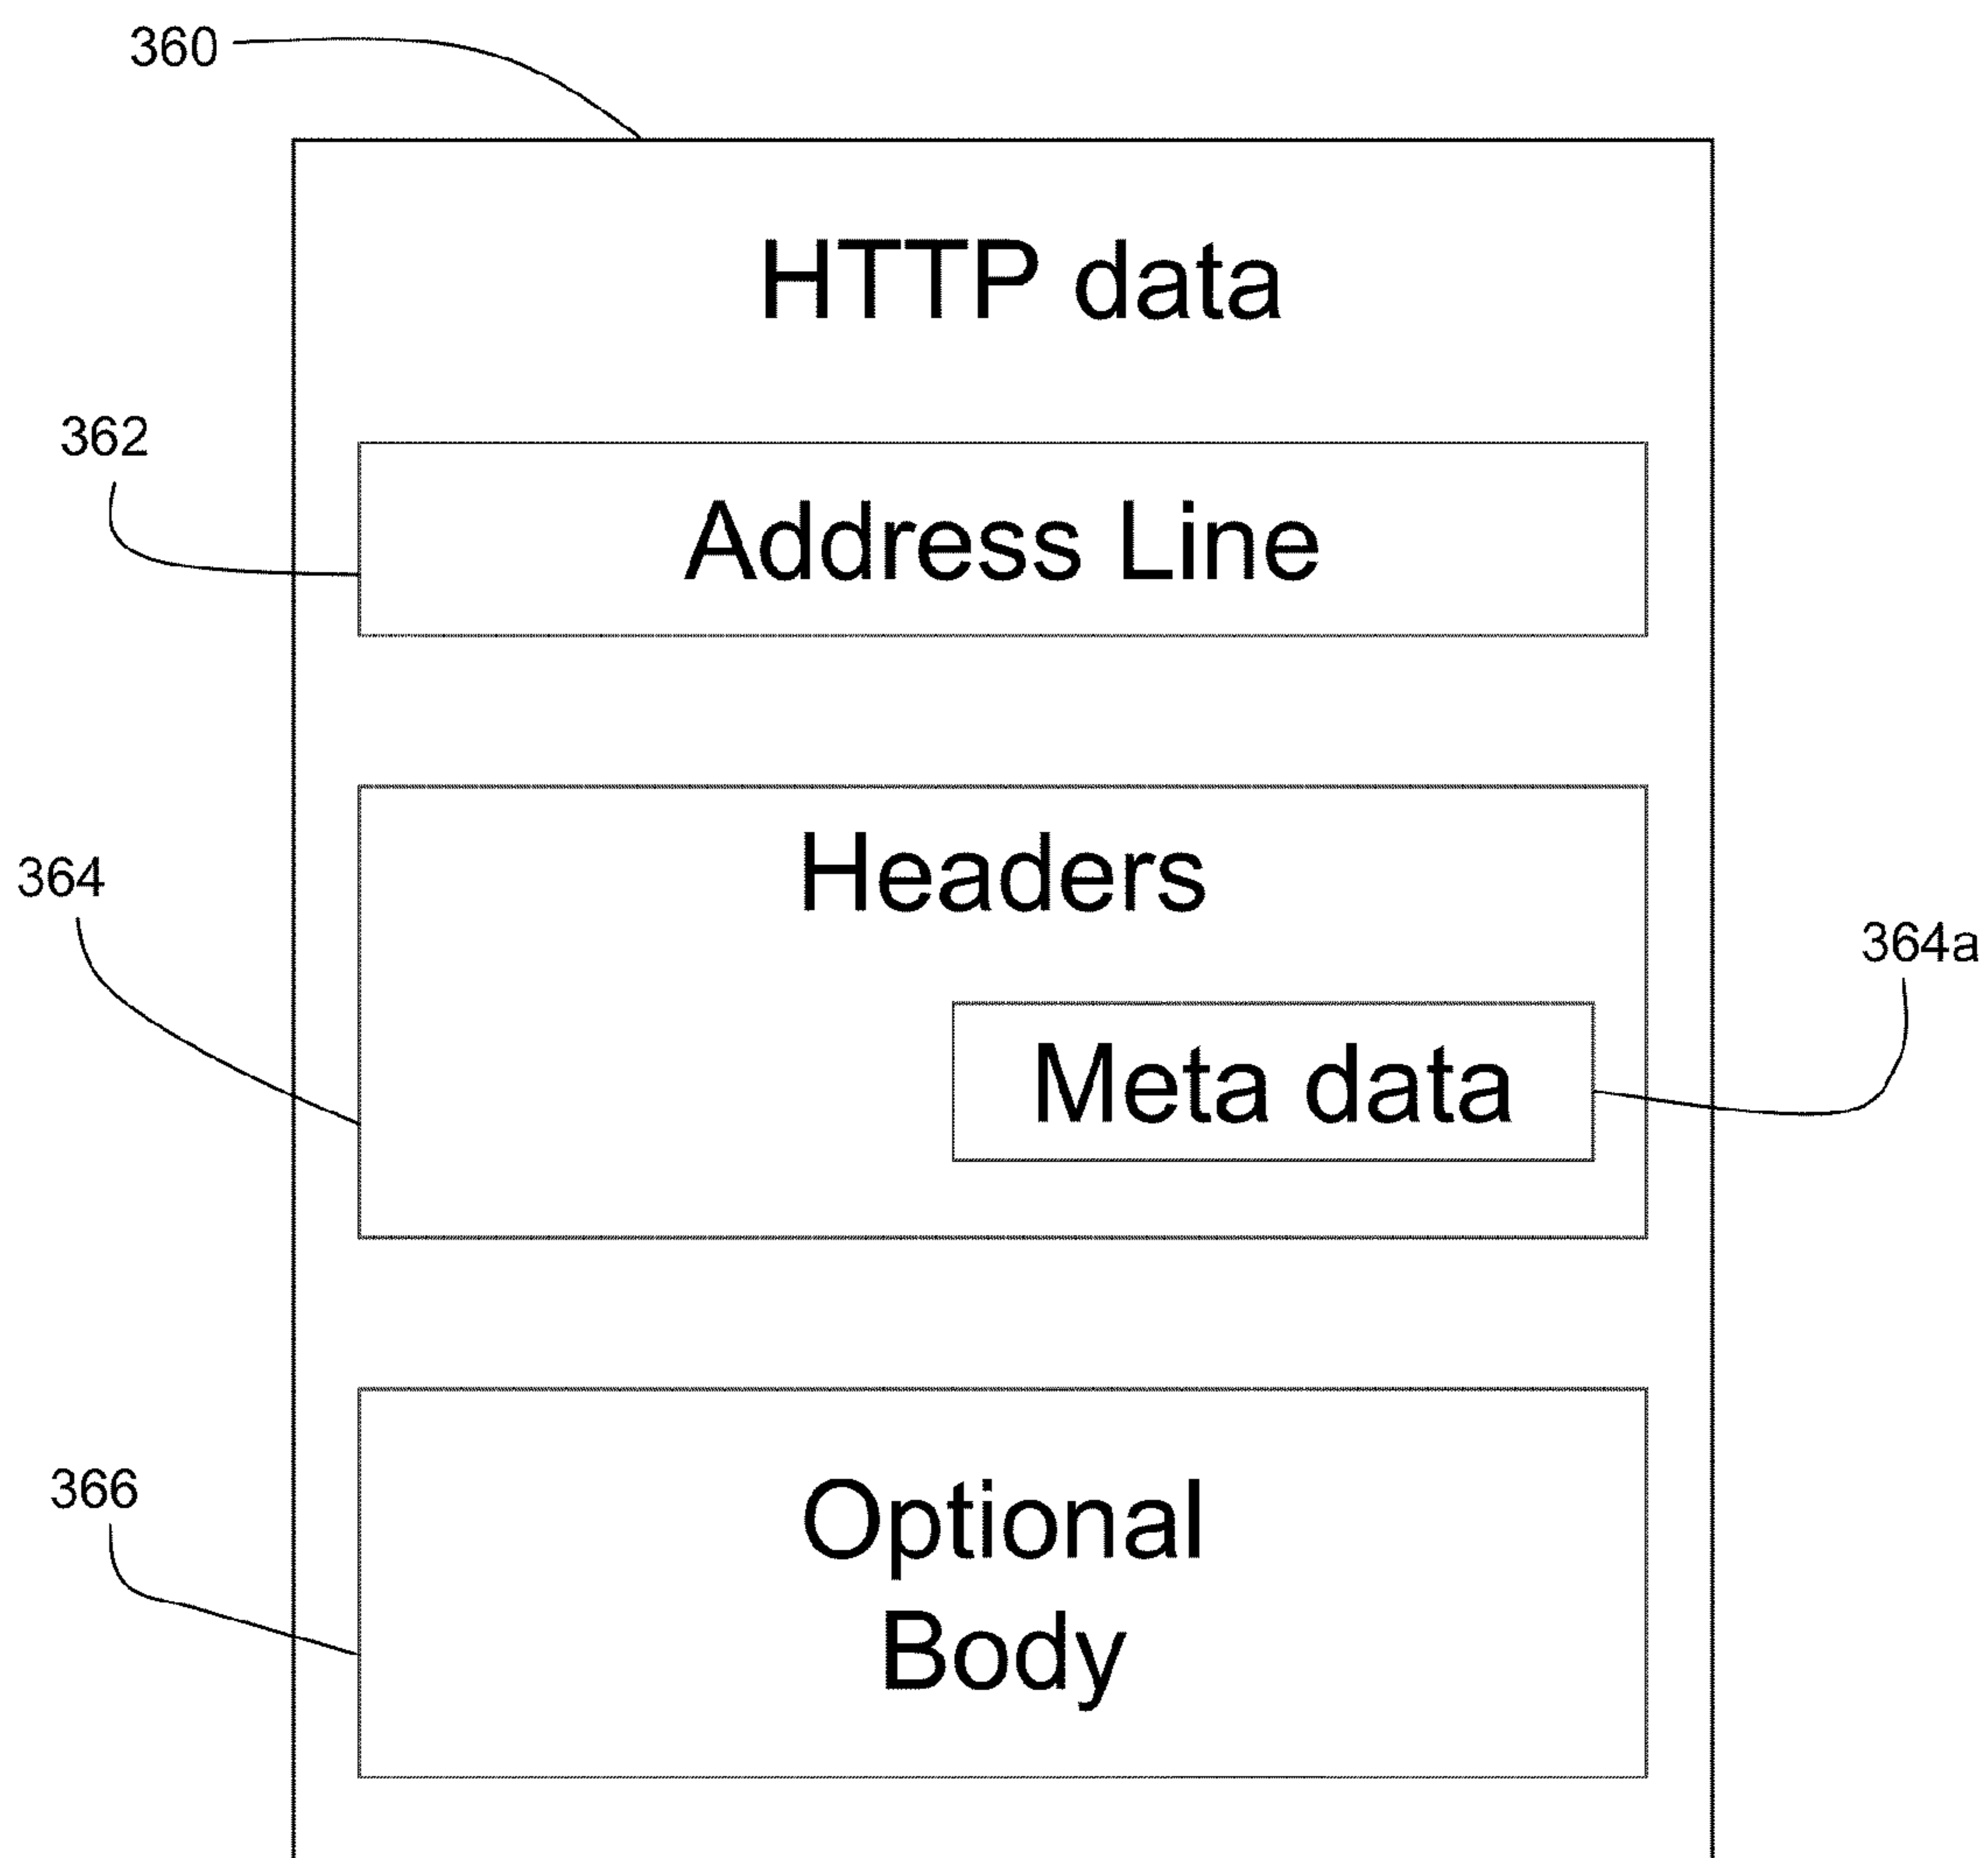 360
HTTP data
362
Address Line
364
Headers
364a
Meta data
366
Optional
Body